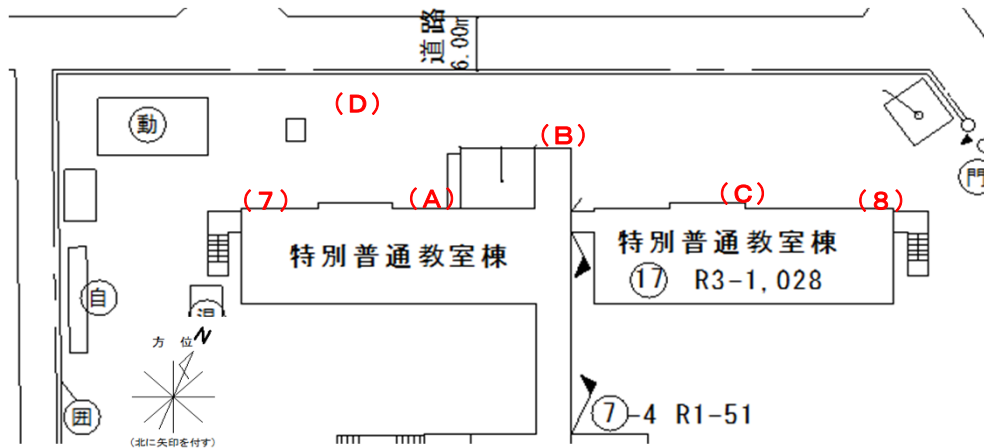 道路
6.00m
(D)
動
(B)
門
(7)
(A)
(C)
(8)
特別普通教室棟
特別普通教室棟
17 R3-1,028
自
方位 N
囲
(北に矢印を付す)
7-4 R1-51